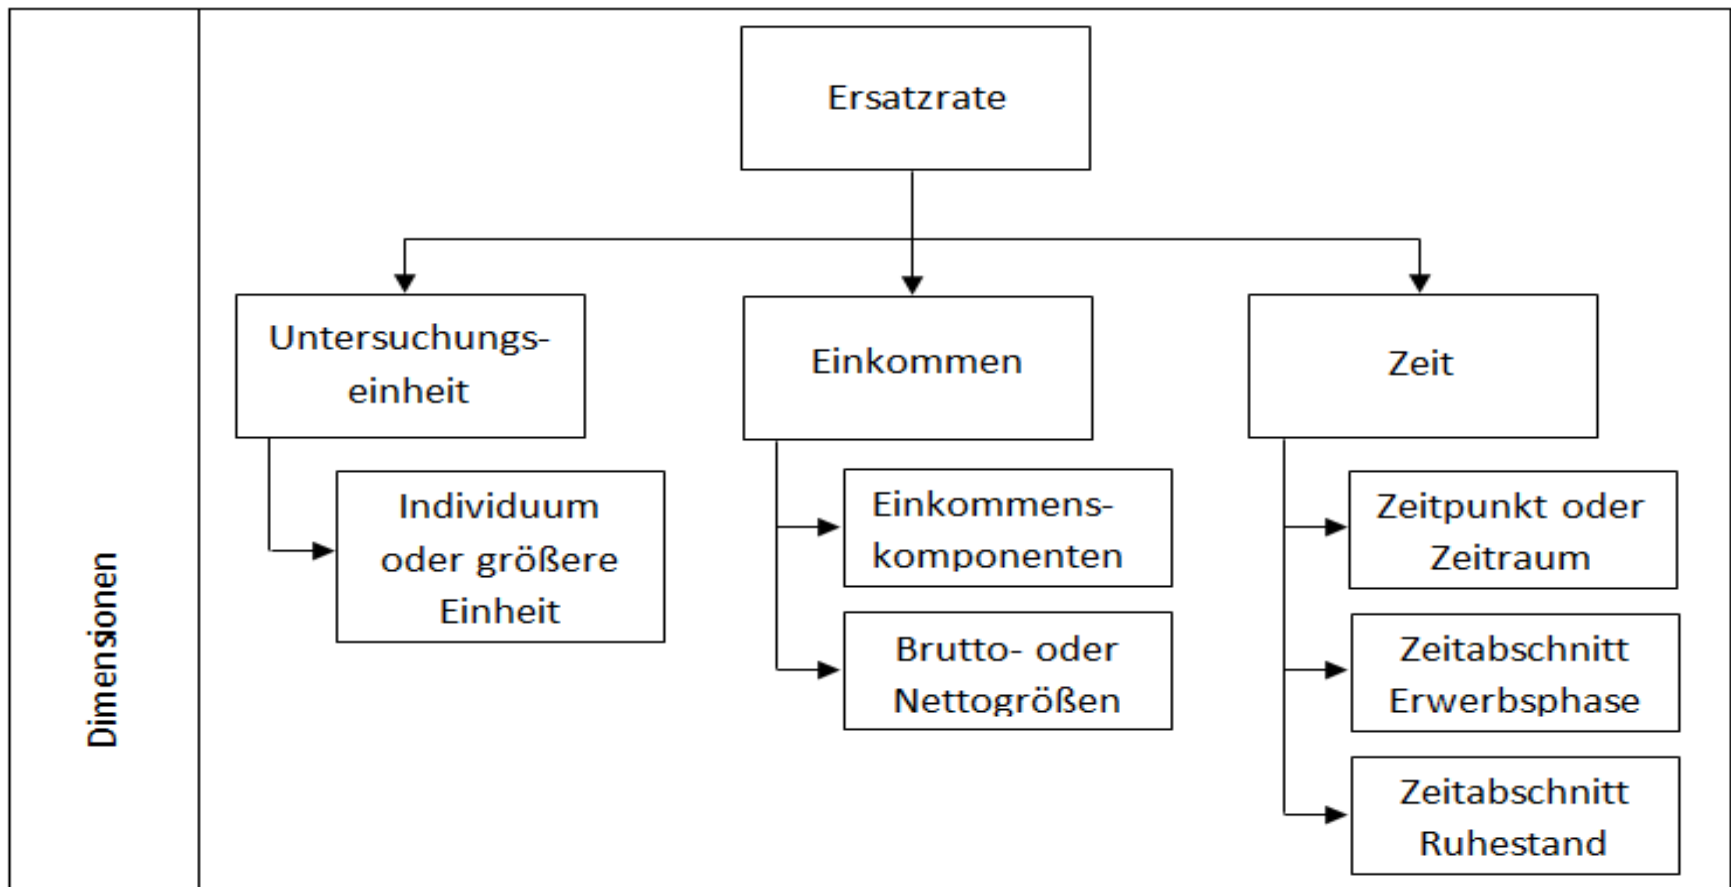 Ersatzrate
Untersuchungs-
einheit
Einkommen
Zeit
Individuum
oder größere
Einheit
Einkommens-
komponenten
Brutto- oder
Nettogrößen
Zeitpunkt oder
Zeitraum
Zeitabschnitt
Erwerbsphase
Zeitabschnitt
Ruhestand
Dimensionen